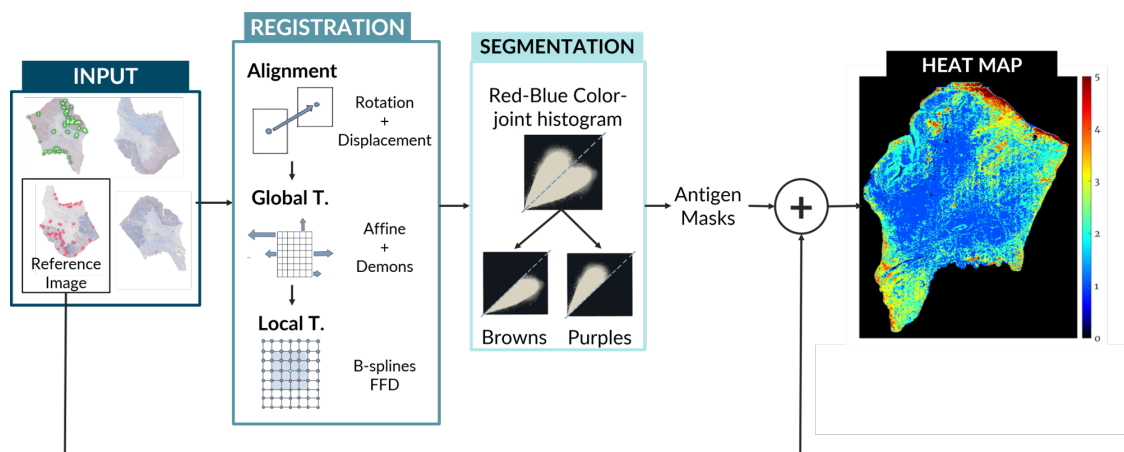 INPUT
Reference
Image
REGISTRATION
Alignment
Rotation
+
Displacement
Global T.
Affine
+
Demons
Local T.
B-splines
FFD
SEGMENTATION
Red-Blue Color-
joint histogram
Browns
Purples
Antigen
Masks
+
HEAT MAP
5
4
3
2
1
0